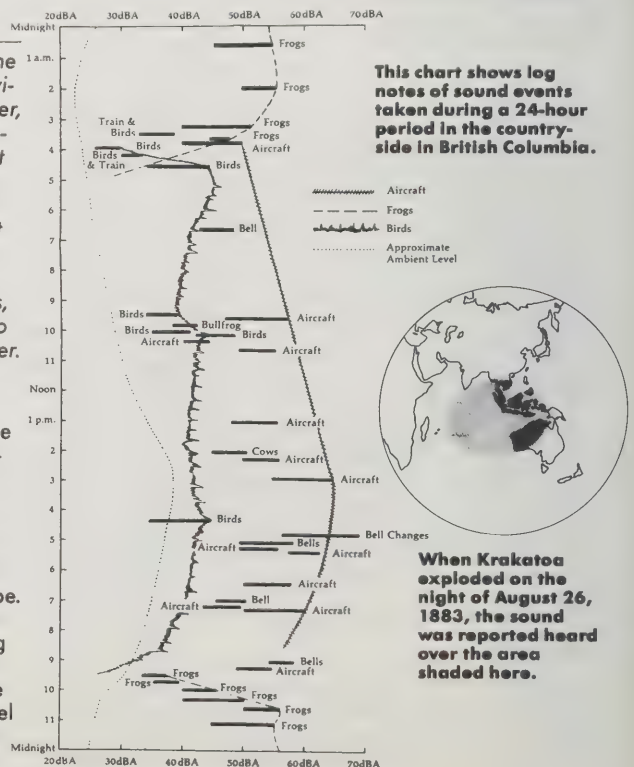 20dBA 30dBA 40dBA 50dBA 60dBA 70dBA
Midnight
1 a.m.
Frogs
2
Frogs
3
Frogs
Train &
Birds
Frogs
4
Birds
Aircraft
Birds
& Train
Birds
5
6
Bell
7
8
9
Birds
Aircraft
Bullfrog
10
Birds
Birds
Aircraft
Aircraft
11
Noon
1 p.m.
Aircraft
2
Cows
Aircraft
3
Aircraft
4
Birds
5
Bell Changes
Bells
Aircraft
Aircraft
6
Aircraft
7
Bell
Aircraft
Aircraft
8
9
Bells
Aircraft
Frogs
Frogs
10
Frogs
Frogs
Frogs
11
Frogs
Midnight
20dBA 30dBA 40dBA 50dBA 60dBA 70dBA
This chart shows log
notes of sound events
taken during a 24-hour
period in the country-
side in British Columbia.
Aircraft
Frogs
Birds
Approximate
Ambient Level
When Krakatoa
exploded on the
night of August 26,
1883, the sound
was reported heard
over the area
shaded here.